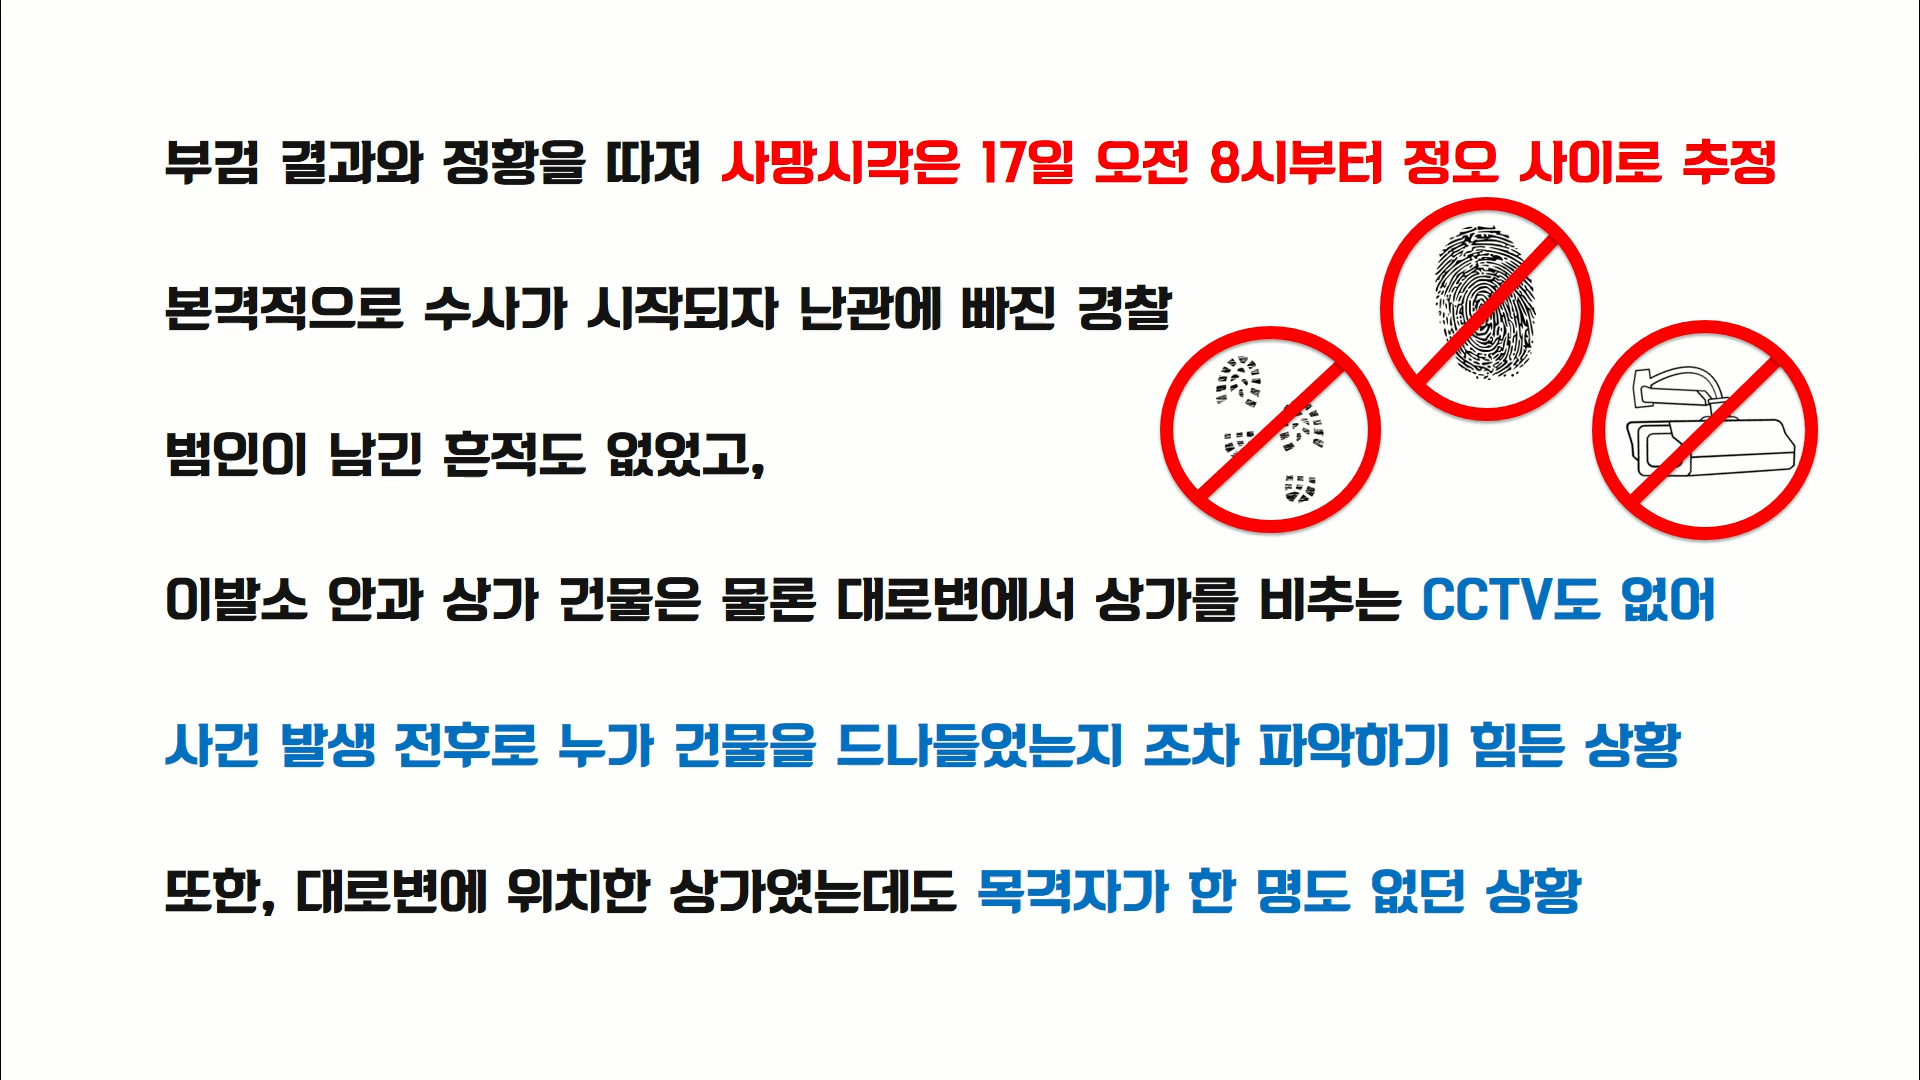 부검 결과와 정황을 따져 사망시각은 17일 오전 8시부터 정오 사이로 추정
본격적으로 수사가 시작되자 난관에 빠진 경찰
범인이 남긴 흔적도 없었고,
이발소 안과 상가 건물은 물론 대로변에서 상가를 비추는 CCTV도 없어
사건 발생 전후로 누가 건물을 드나들었는지 조차 파악하기 힘든 상황
또한, 대로변에 위치한 상가였는데도 목격자가 한 명도 없던 상황